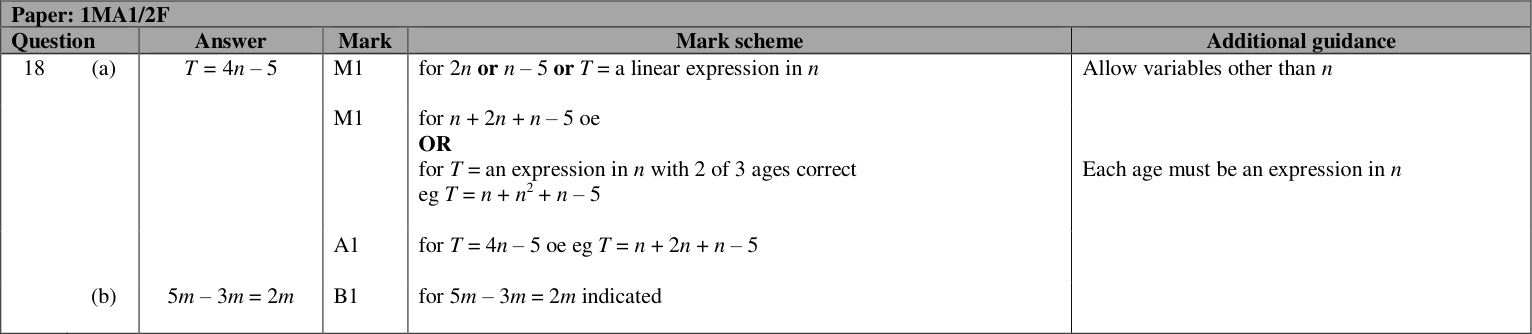 Paper: 1MA1/2F
Question Answer Mark Mark scheme Additional guidance
18 (a) T = 4n – 5 M1 for 2n or n – 5 or T = a linear expression in n Allow variables other than n
M1 for n + 2n + n – 5 oe
OR
for T = an expression in n with 2 of 3 ages correct Each age must be an expression in n
eg T = n + n² + n – 5
A1 for T = 4n – 5 oe eg T = n + 2n + n – 5
(b) 5m – 3m = 2m B1 for 5m – 3m = 2m indicated